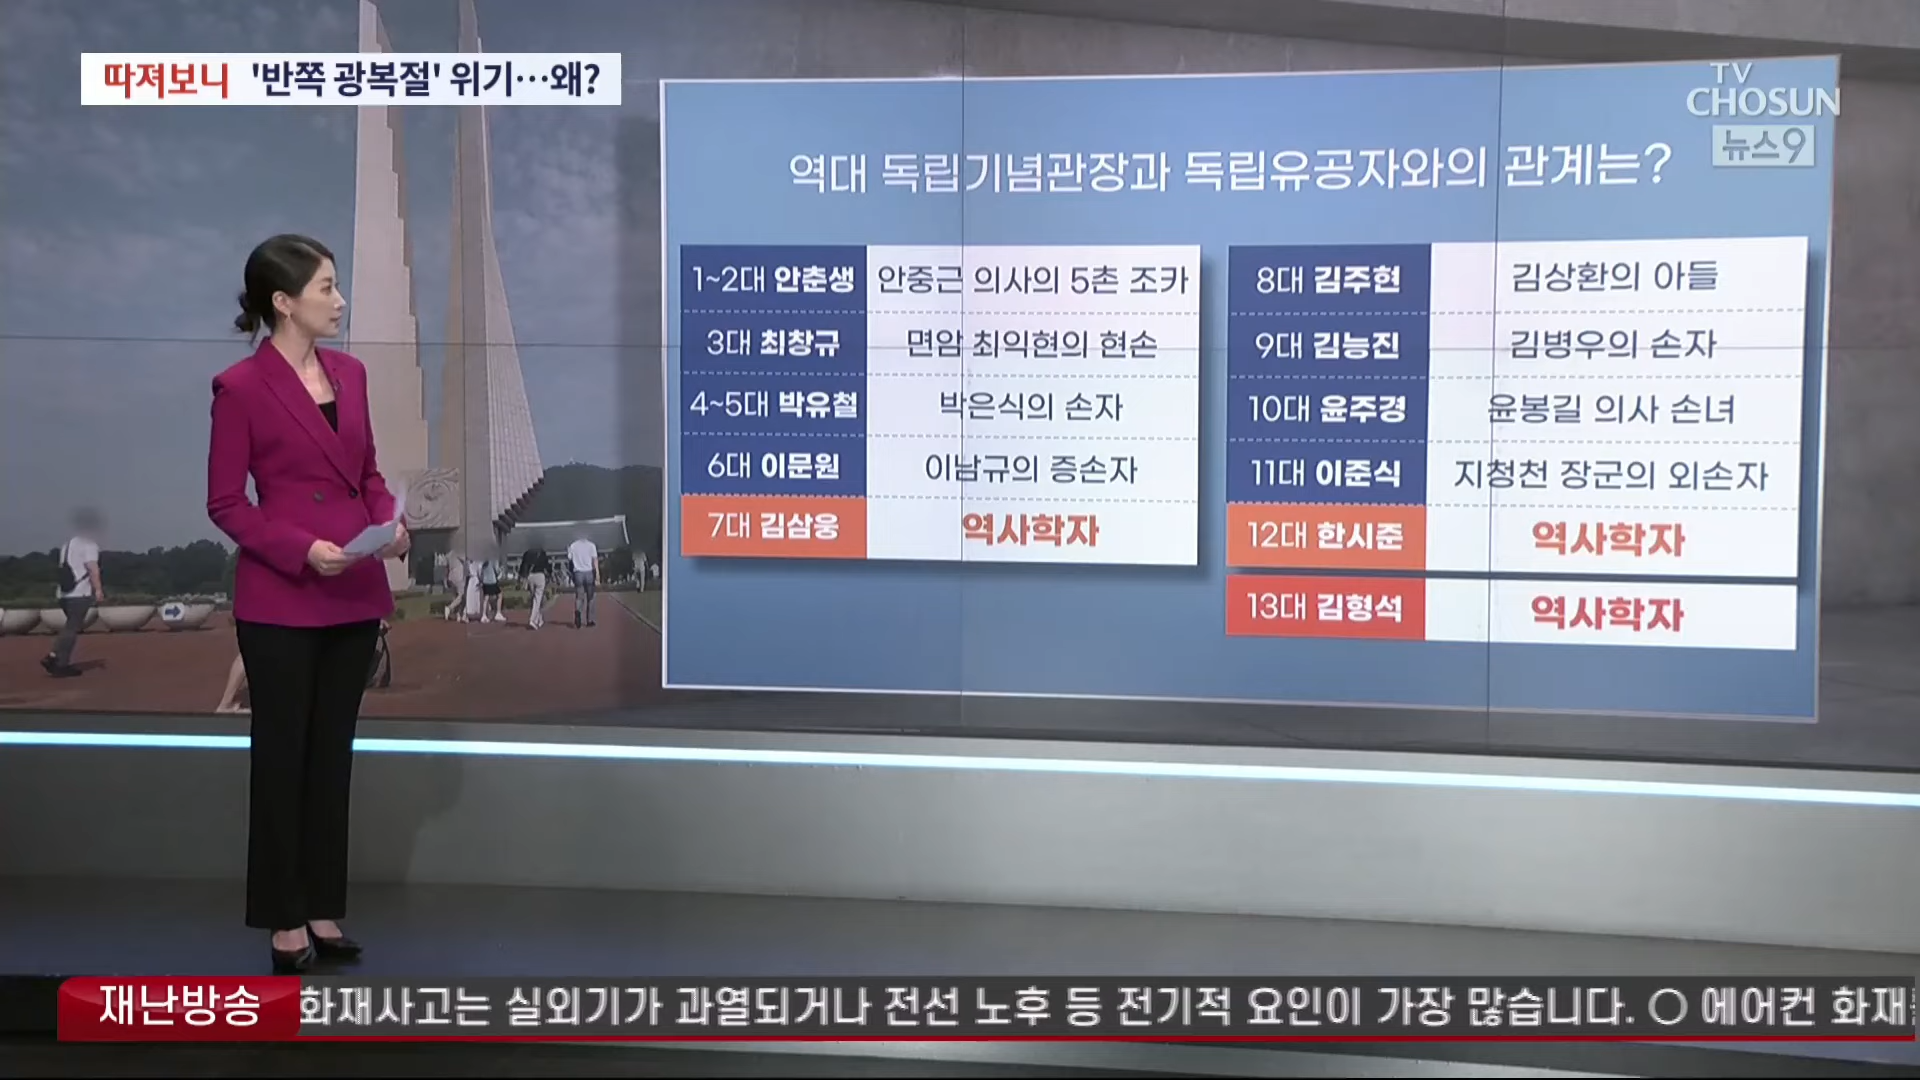 따져보니 '반쪽 광복절' 위기…왜?
TV
CHOSUN
뉴스9
역대 독립기념관장과 독립유공자와의 관계는?
1~2대 안춘생 안중근 의사의 5촌 조카
3대 최창규 면암 최익현의 현손
4~5대 박유철 박은식의 손자
6대 이문원 이남규의 증손자
7대 김삼웅 역사학자
8대 김주현 김상환의 아들
9대 김능진 김병우의 손자
10대 윤주경 윤봉길 의사 손녀
11대 이준식 지청천 장군의 외손자
12대 한시준 역사학자
13대 김형석 역사학자
재난방송 화재사고는 실외기가 과열되거나 전선 노후 등 전기적 요인이 가장 많습니다. ○ 에어컨 화재